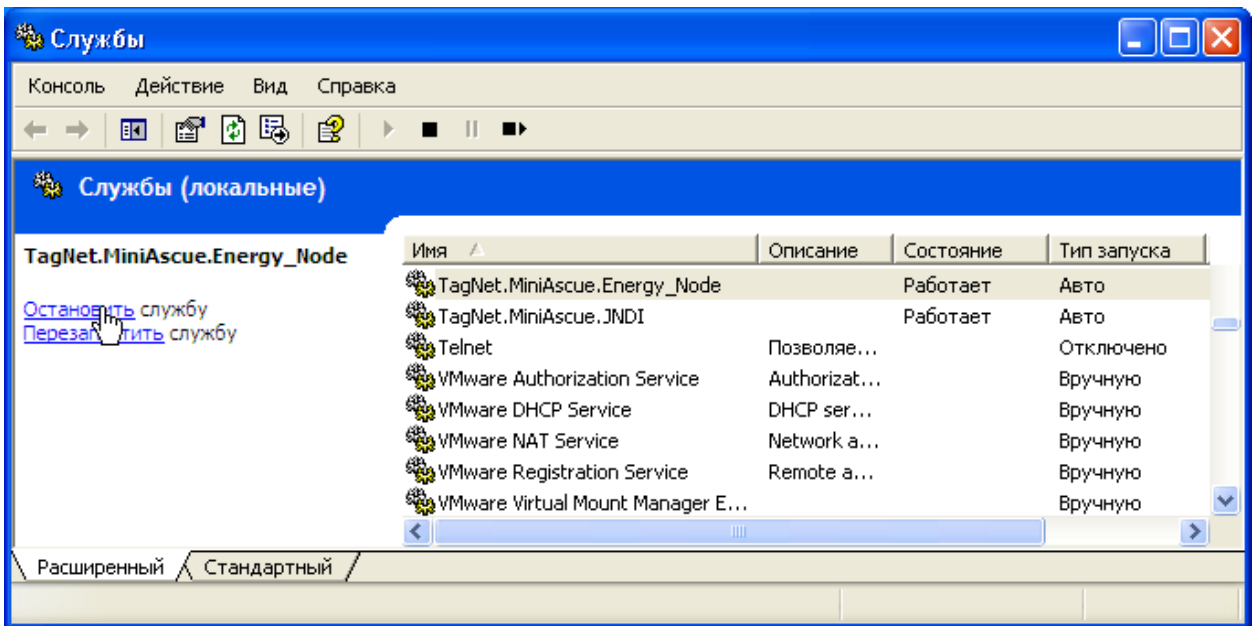 Службы
Консоль Действие Вид Справка
Службы (локальные)
TagNet.MiniAscue.Energy_Node
Остановить службу
Перезапустить службу
Имя Описание Состояние Тип запуска
TagNet.MiniAscue.Energy_Node Работает Авто
TagNet.MiniAscue.JNDI Работает Авто
Telnet Позволяе... Отключено
VMware Authorization Service Authorizat... Вручную
VMware DHCP Service DHCP ser... Вручную
VMware NAT Service Network a... Вручную
VMware Registration Service Remote a... Вручную
VMware Virtual Mount Manager E... Вручную
Расширенный Стандартный